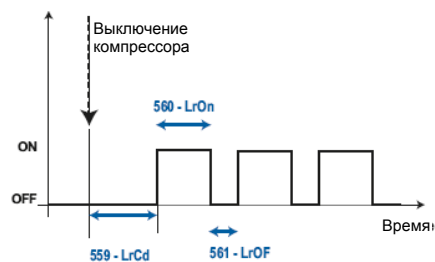 Выключение
компрессора
560 - LrOn
ON
OFF
Время
559 - LrCd
561 - LrOF